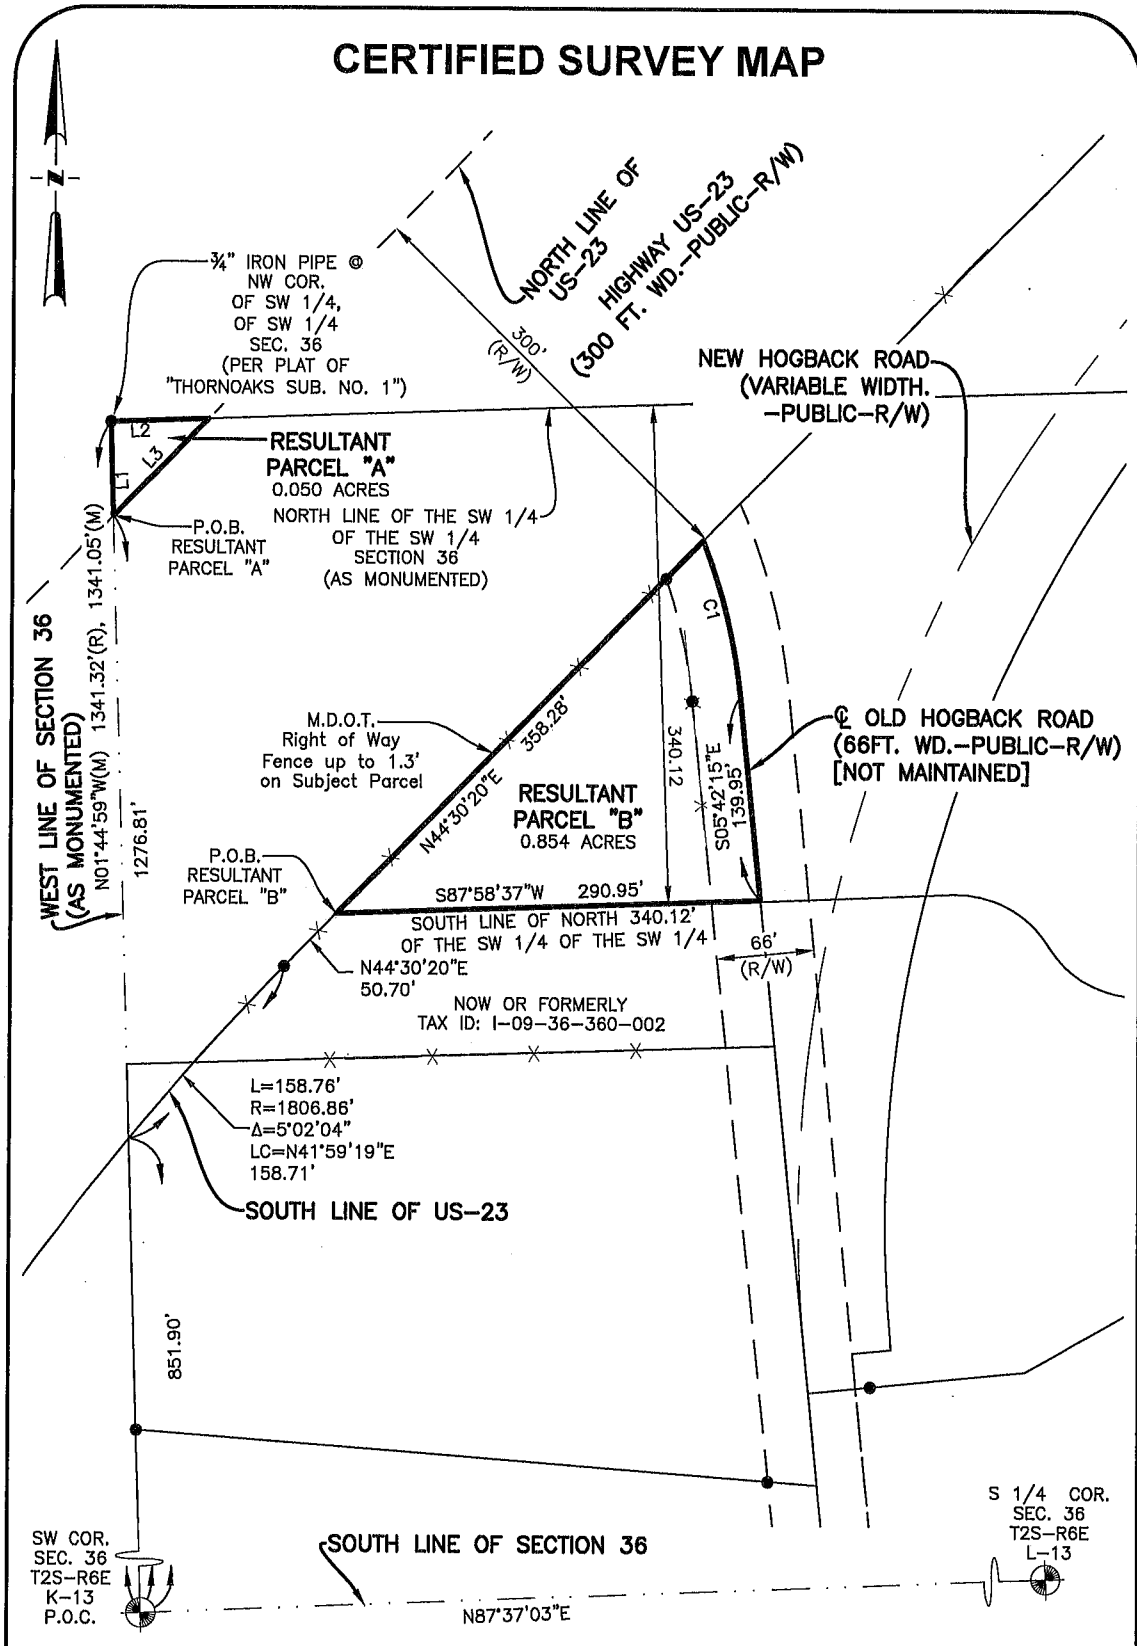 CERTIFIED SURVEY MAP
N
NORTH LINE OF
US-23
HIGHWAY US-23
(300 FT. WD.-PUBLIC-R/W)
300'
(R/W)
3/4" IRON PIPE @
NW COR.
OF SW 1/4,
OF SW 1/4
SEC. 36
(PER PLAT OF
"THORNOAKS SUB. NO. 1")
NEW HOGBACK ROAD
(VARIABLE WIDTH.
-PUBLIC-R/W)
L2
L3
L1
RESULTANT
PARCEL "A"
0.050 ACRES
P.O.B.
RESULTANT
PARCEL "A"
NORTH LINE OF THE SW 1/4
OF THE SW 1/4
SECTION 36
(AS MONUMENTED)
WEST LINE OF SECTION 36
(AS MONUMENTED)
N01°44'59"W(M) 1341.32'(R), 1341.05'(M)
1276.81'
C1
M.D.O.T.
Right of Way
Fence up to 1.3'
on Subject Parcel
358.28'
N44°30'20"E
340.12
S05°42'15"E
139.95'
℄ OLD HOGBACK ROAD
(66FT. WD.-PUBLIC-R/W)
[NOT MAINTAINED]
RESULTANT
PARCEL "B"
0.854 ACRES
P.O.B.
RESULTANT
PARCEL "B"
S87°58'37"W 290.95'
SOUTH LINE OF NORTH 340.12'
OF THE SW 1/4 OF THE SW 1/4
66'
(R/W)
N44°30'20"E
50.70'
NOW OR FORMERLY
TAX ID: I-09-36-360-002
L=158.76'
R=1806.86'
Δ=5°02'04"
LC=N41°59'19"E
158.71'
SOUTH LINE OF US-23
851.90'
SW COR.
SEC. 36
T2S-R6E
K-13
P.O.C.
SOUTH LINE OF SECTION 36
N87°37'03"E
S 1/4 COR.
SEC. 36
T2S-R6E
L-13